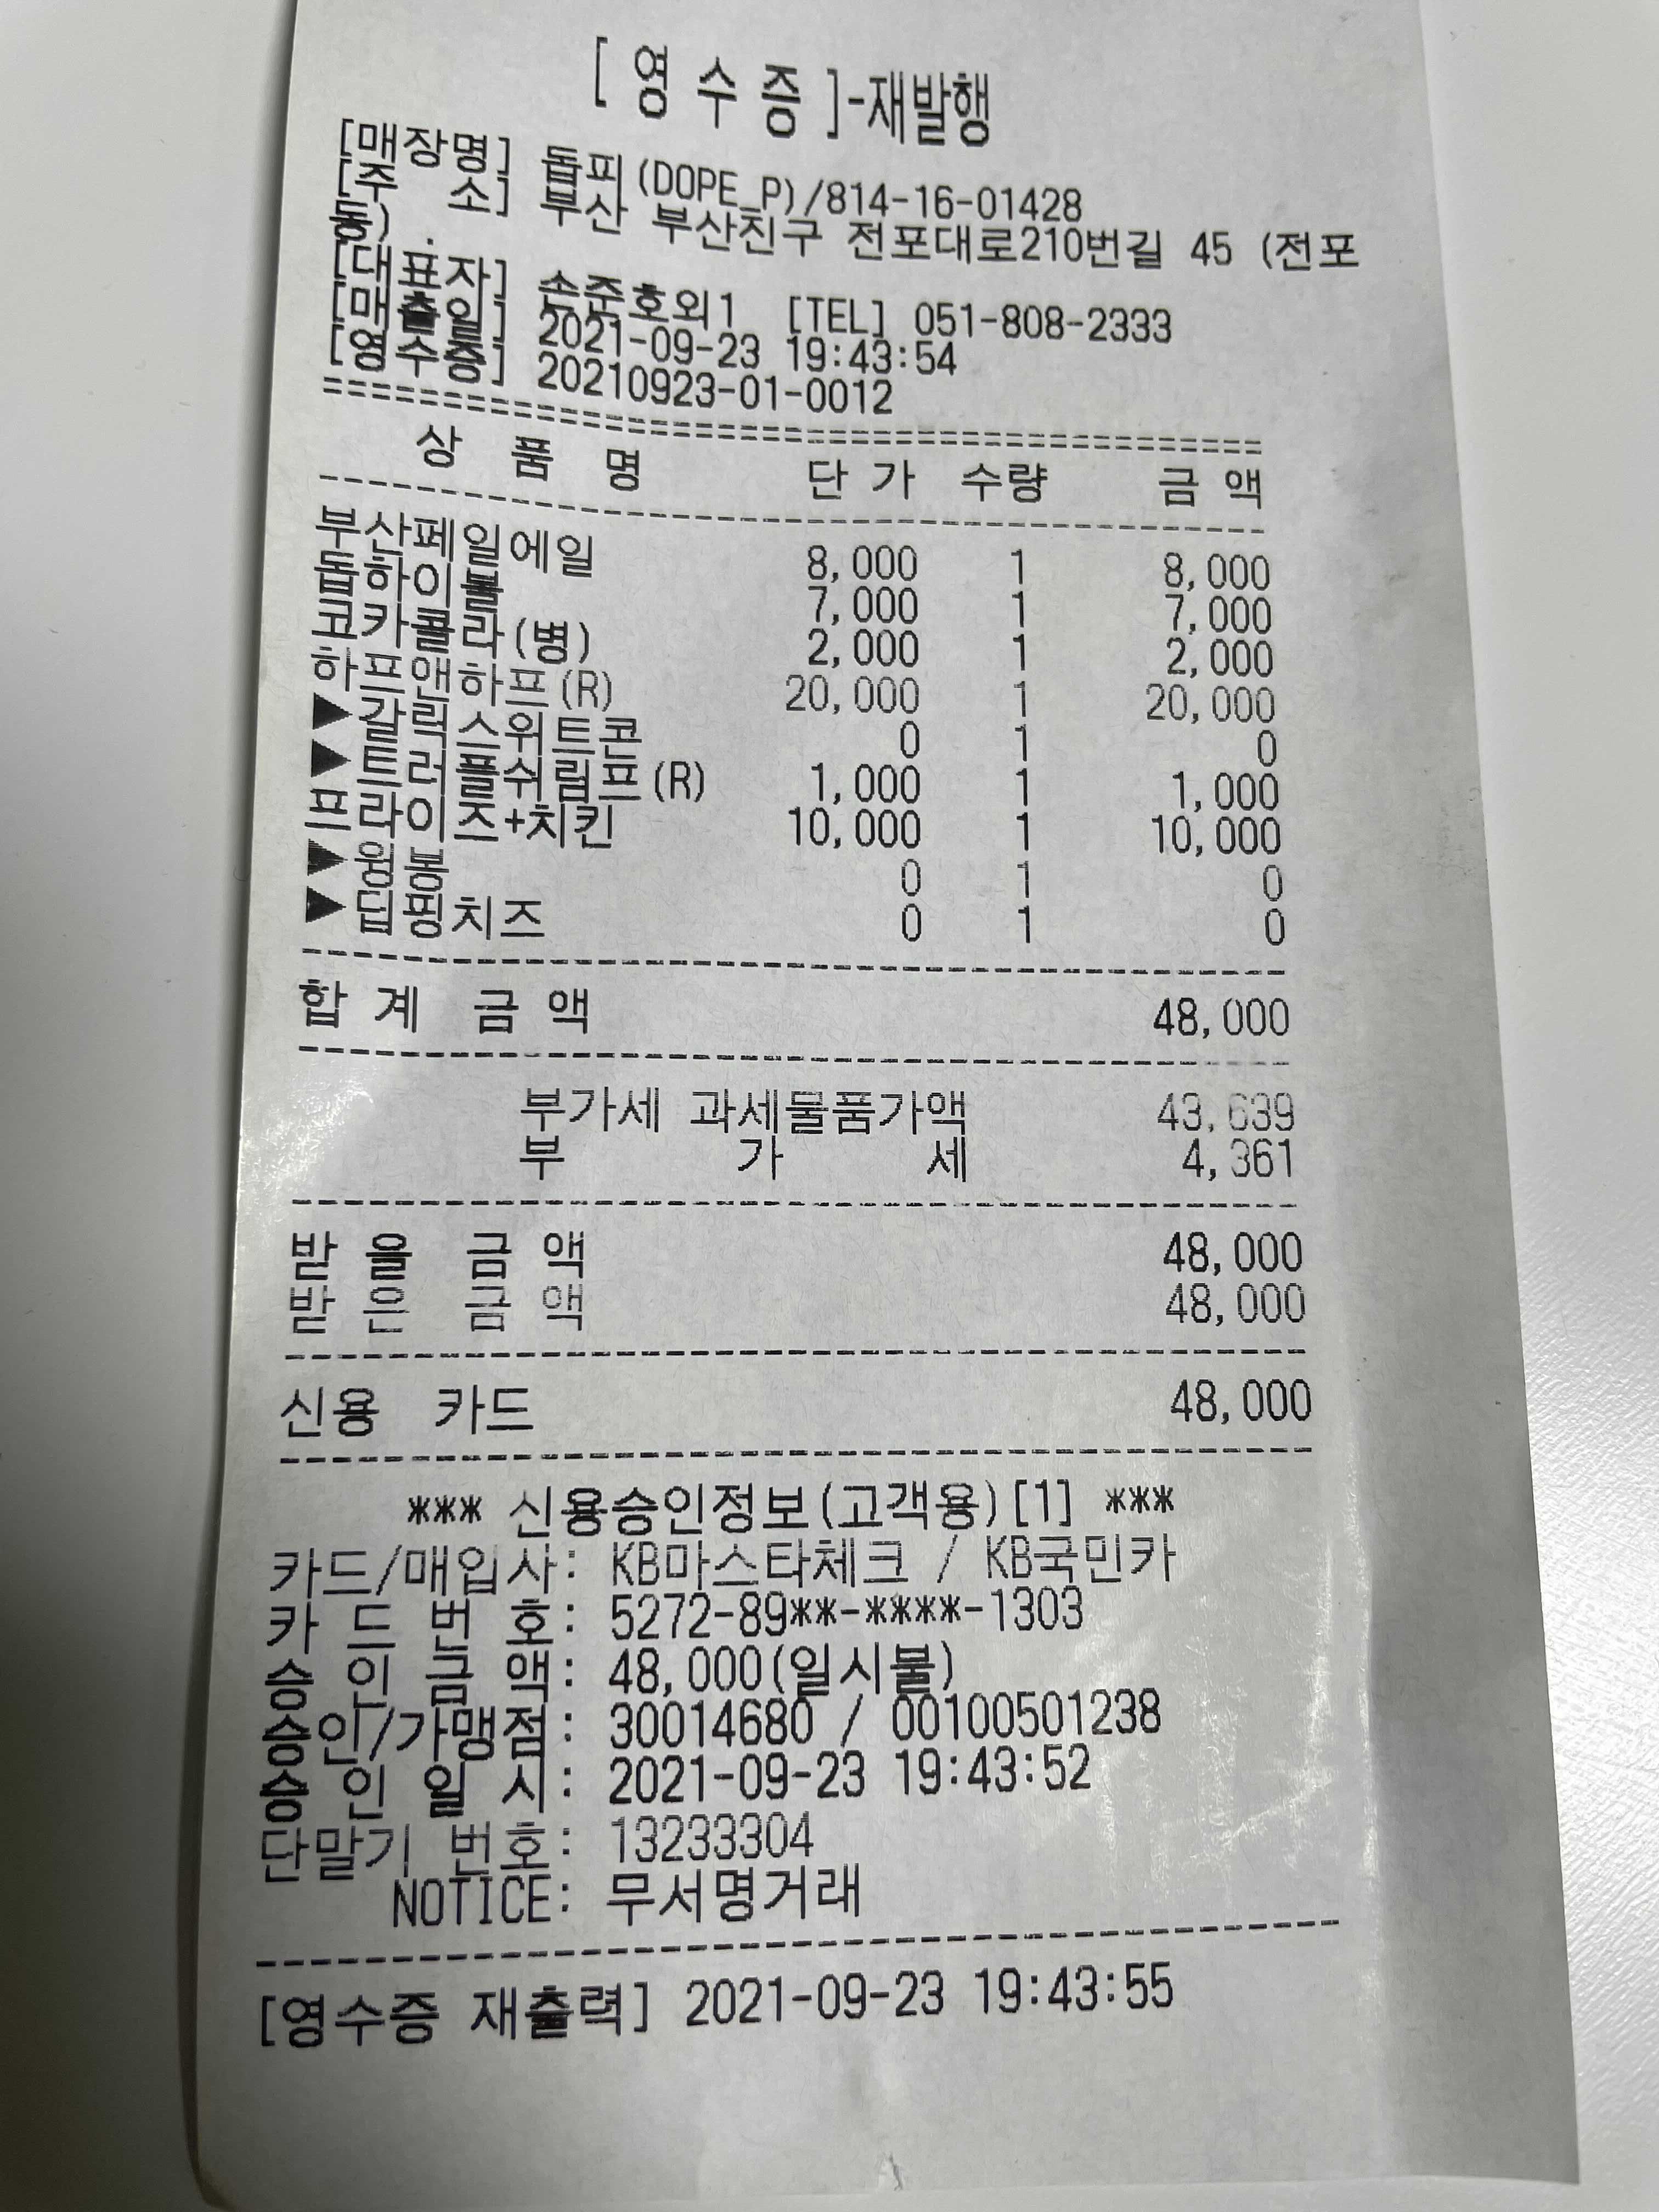 [ 영 수 증 ]-재발행
[매장명] 돕피(DOPE_P)/814-16-01428
[주 소] 부산 부산진구 전포대로210번길 45 (전포
동) .
[대표자] 손준호외1 [TEL] 051-808-2333
[매출일] 2021-09-23 19:43:54
[영수증] 20210923-01-0012
==========================================
상 품 명 단 가 수량 금 액
------------------------------------------
부산페일에일 8,000 1 8,000
돕하이볼 7,000 1 7,000
코카콜라(병) 2,000 1 2,000
하프앤하프(R) 20,000 1 20,000
▶갈릭스위트콘 0 1 0
▶트러플쉬림프(R) 1,000 1 1,000
프라이즈+치킨 10,000 1 10,000
▶윙봉 0 1 0
▶딥핑치즈 0 1 0
------------------------------------------
합 계 금 액 48,000
------------------------------------------
부가세 과세물품가액 43,639
부 가 세 4,361
------------------------------------------
받 을 금 액 48,000
받 은 금 액 48,000
------------------------------------------
신용 카드 48,000
------------------------------------------
*** 신용승인정보(고객용)[1] ***
카드/매입사: KB마스타체크 / KB국민카
카 드 번 호: 5272-89**-****-1303
승 인 금 액: 48,000(일시불)
승인/가맹점: 30014680 / 00100501238
승 인 일 시: 2021-09-23 19:43:52
단말기 번호: 13233304
NOTICE: 무서명거래
------------------------------------------
[영수증 재출력] 2021-09-23 19:43:55